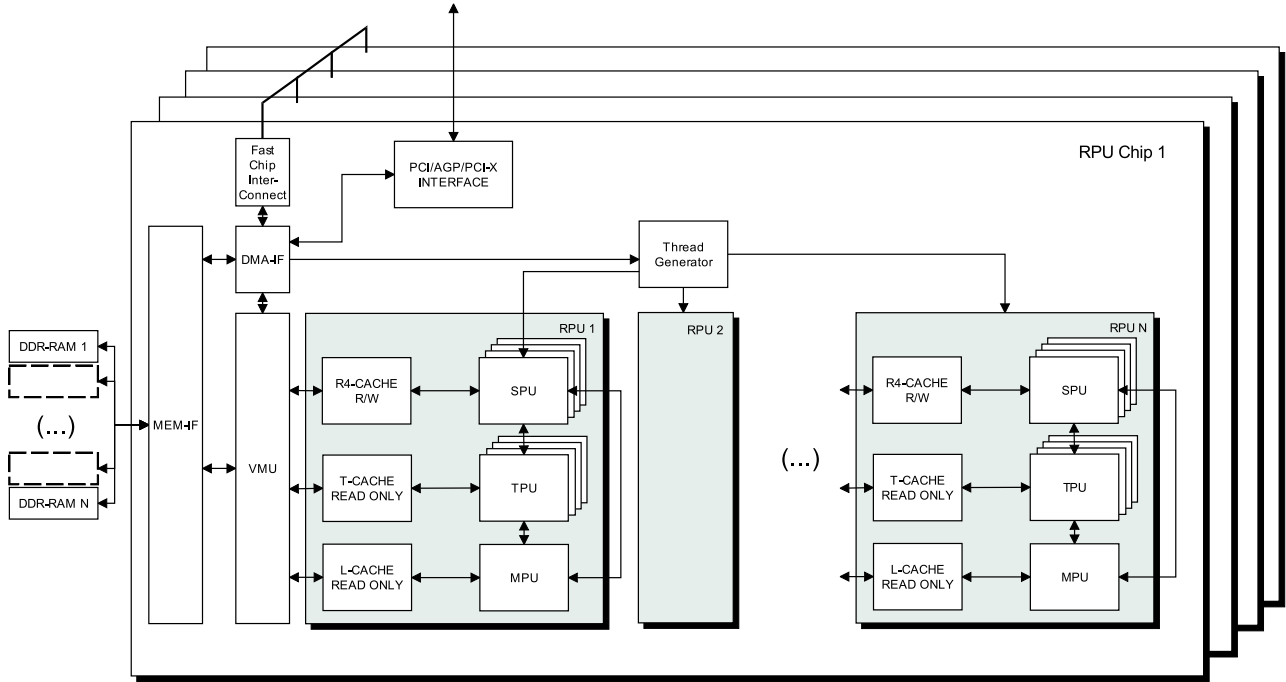 RPU Chip 1
Fast
Chip
Inter-
Connect
PCI/AGP/PCI-X
INTERFACE
DMA-IF
Thread
Generator
MEM-IF
VMU
DDR-RAM 1
(...)
DDR-RAM N
RPU 1
R4-CACHE
R/W
SPU
T-CACHE
READ ONLY
TPU
L-CACHE
READ ONLY
MPU
RPU 2
(...)
RPU N
R4-CACHE
R/W
SPU
T-CACHE
READ ONLY
TPU
L-CACHE
READ ONLY
MPU